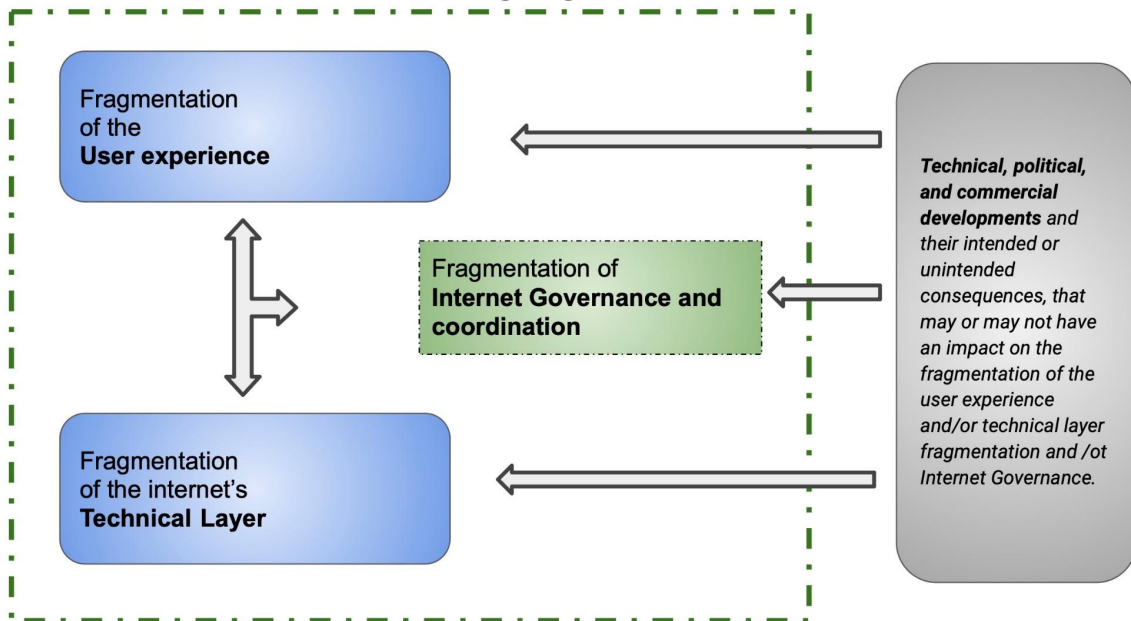 Fragmentation
of the
User experience
Fragmentation of
Internet Governance and
coordination
Fragmentation
of the internet’s
Technical Layer
Technical, political,
and commercial
developments and
their intended or
unintended
consequences, that
may or may not have
an impact on the
fragmentation of the
user experience
and/or technical layer
fragmentation and /ot
Internet Governance.